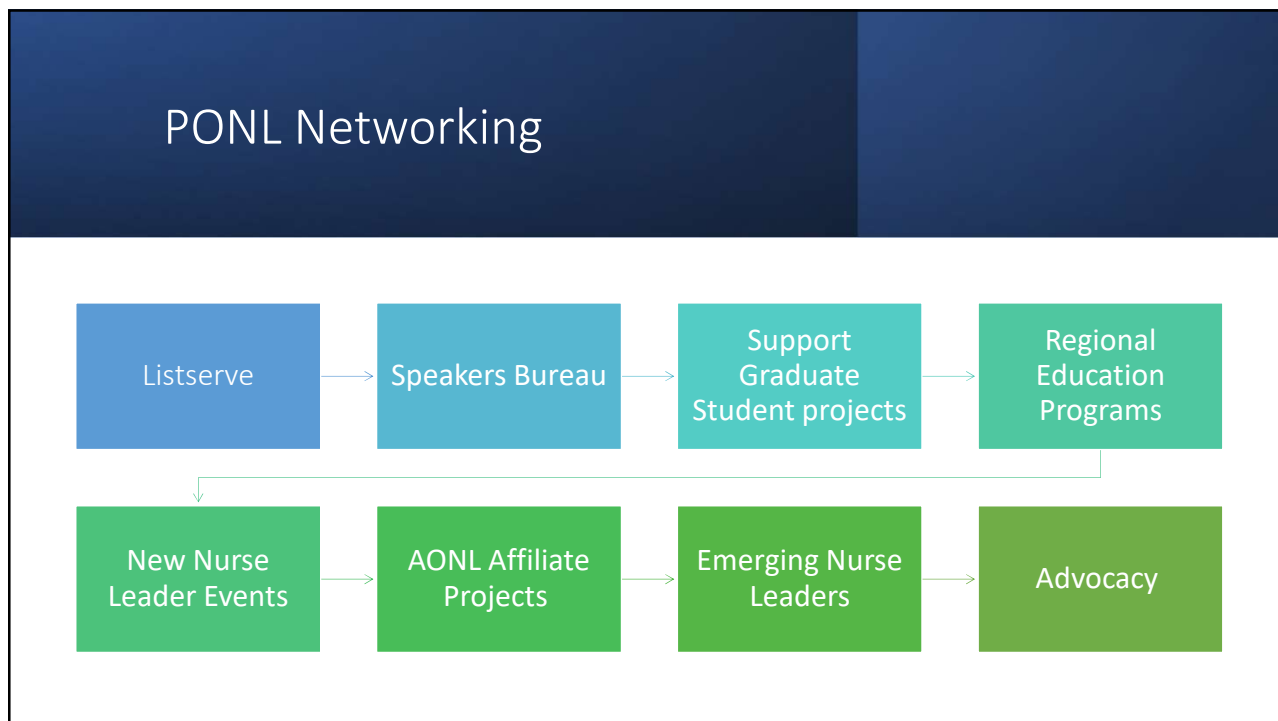 PONL Networking
Listserve
Speakers Bureau
Support
Graduate
Student projects
Regional
Education
Programs
New Nurse
Leader Events
AONL Affiliate
Projects
Emerging Nurse
Leaders
Advocacy